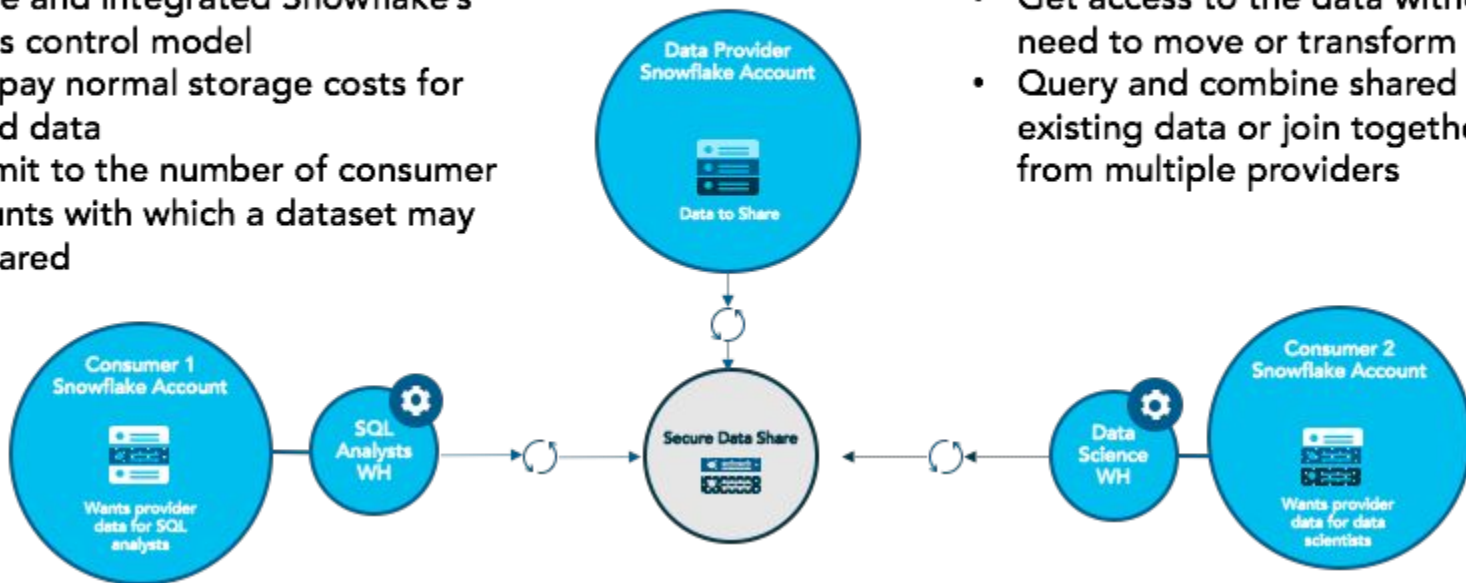 e and integrated Snowflake's
s control model
pay normal storage costs for
d data
mit to the number of consumer
unts with which a dataset may
ared
• Get access to the data with
need to move or transform
• Query and combine shared
existing data or join togethe
from multiple providers
Data Provider
Snowflake Account
Data to Share
Consumer 1
Snowflake Account
Wants provider
data for SQL
analysts
SQL
Analysts
WH
Secure Data Share
Data
Science
WH
Consumer 2
Snowflake Account
Wants provider
data for data
scientists